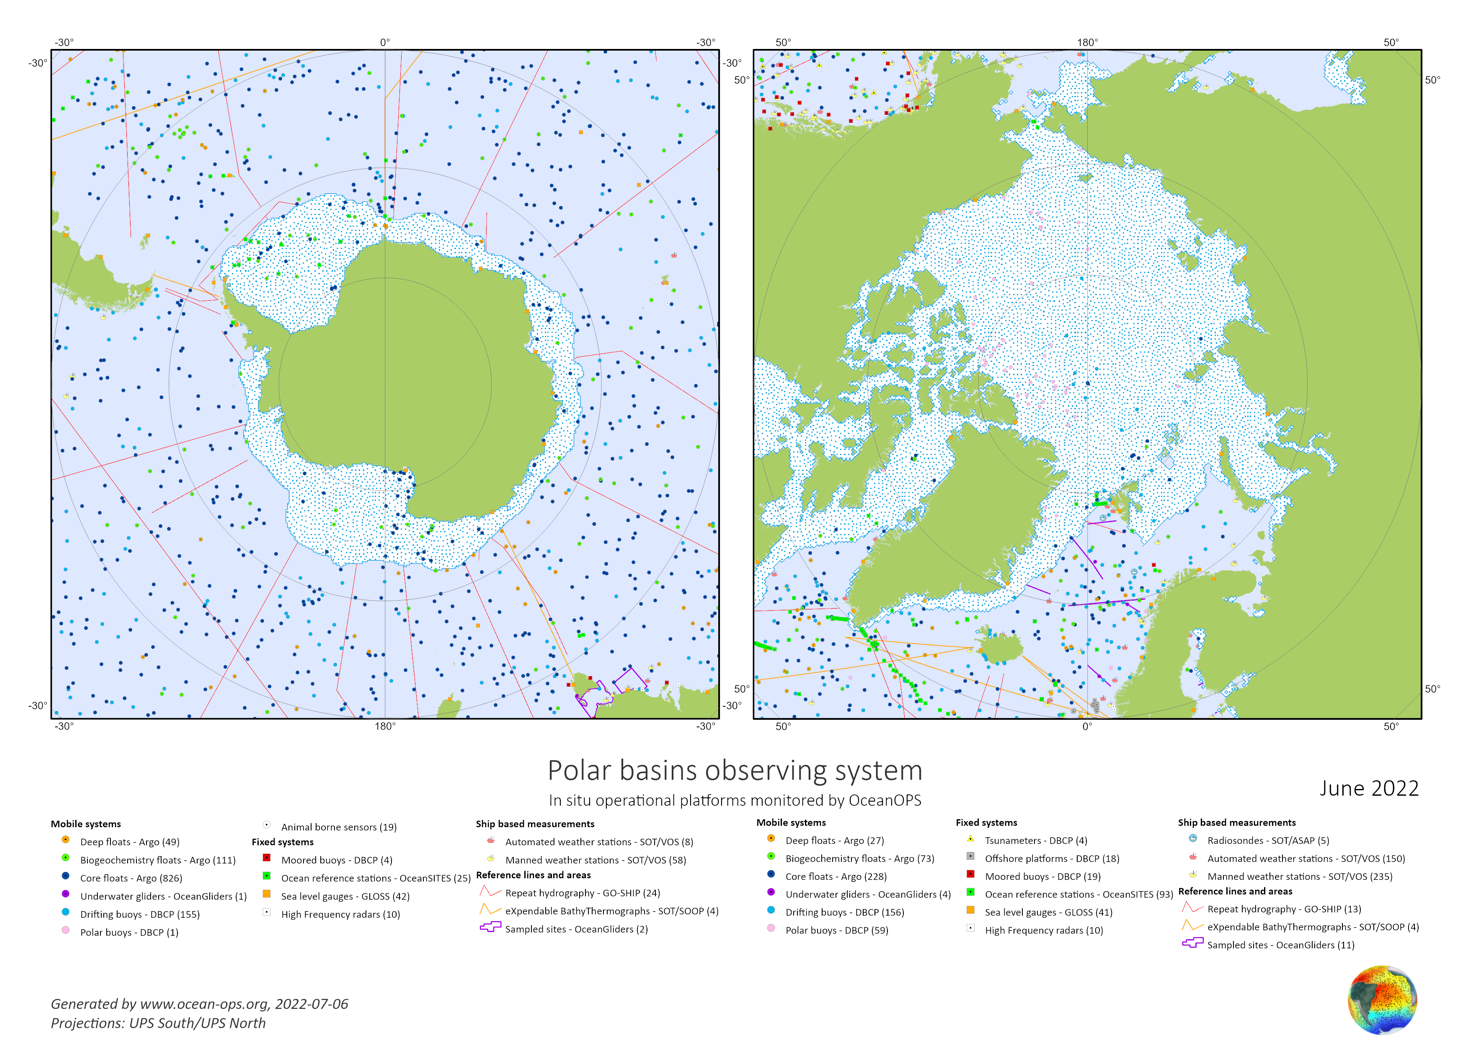 -30° 0° -30° 50° 180° 50°
-30° -30° 50° 50°
-30° -30° 50° 50°
-30° 180° -30° 50° 0° 50°
Polar basins observing system
June 2022
In situ operational platforms monitored by OceanOPS
Mobile systems
Deep floats - Argo (49)
Biogeochemistry floats - Argo (111)
Core floats - Argo (826)
Underwater gliders - OceanGliders (1)
Drifting buoys - DBCP (155)
Polar buoys - DBCP (1)
Animal borne sensors (19)
Fixed systems
Moored buoys - DBCP (4)
Ocean reference stations - OceanSITES (25)
Sea level gauges - GLOSS (42)
High Frequency radars (10)
Ship based measurements
Automated weather stations - SOT/VOS (8)
Manned weather stations - SOT/VOS (58)
Reference lines and areas
Repeat hydrography - GO-SHIP (24)
eXpendable BathyThermographs - SOT/SOOP (4)
Sampled sites - OceanGliders (2)
Mobile systems
Deep floats - Argo (27)
Biogeochemistry floats - Argo (73)
Core floats - Argo (228)
Underwater gliders - OceanGliders (4)
Drifting buoys - DBCP (156)
Polar buoys - DBCP (59)
Fixed systems
Tsunameters - DBCP (4)
Offshore platforms - DBCP (18)
Moored buoys - DBCP (19)
Ocean reference stations - OceanSITES (93)
Sea level gauges - GLOSS (41)
High Frequency radars (10)
Ship based measurements
Radiosondes - SOT/ASAP (5)
Automated weather stations - SOT/VOS (150)
Manned weather stations - SOT/VOS (235)
Reference lines and areas
Repeat hydrography - GO-SHIP (13)
eXpendable BathyThermographs - SOT/SOOP (4)
Sampled sites - OceanGliders (11)
Generated by www.ocean-ops.org, 2022-07-06
Projections: UPS South/UPS North